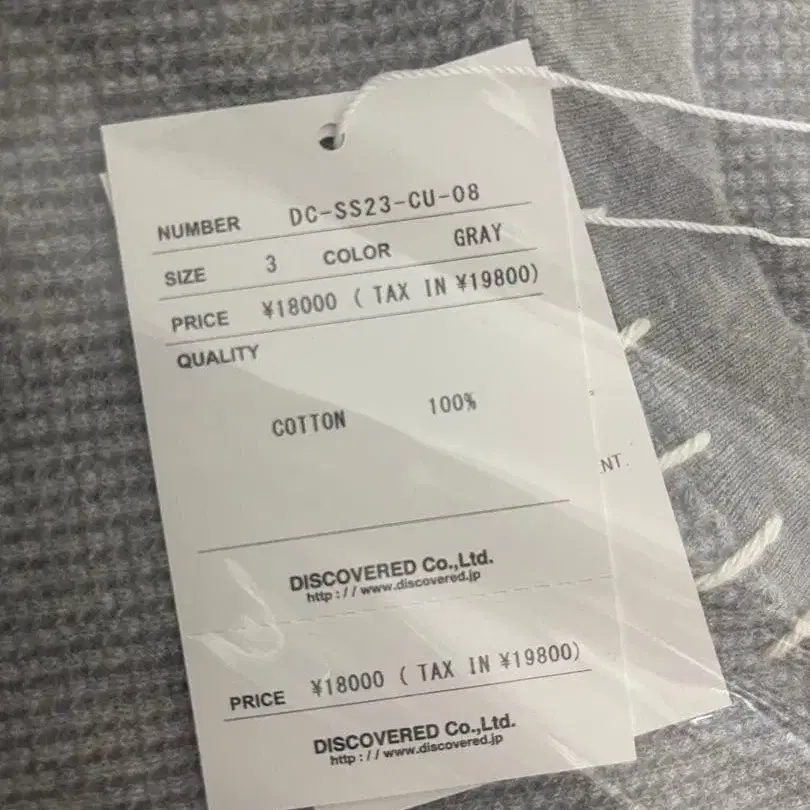 NUMBER DC-SS23-CU-08
SIZE 3 COLOR GRAY
PRICE ¥18000 ( TAX IN ¥19800)
QUALITY
COTTON 100%
NT.
DISCOVERED Co.,Ltd.
http://www.discovered.jp
PRICE ¥18000 ( TAX IN ¥19800)
DISCOVERED Co.,Ltd.
http://www.discovered.jp